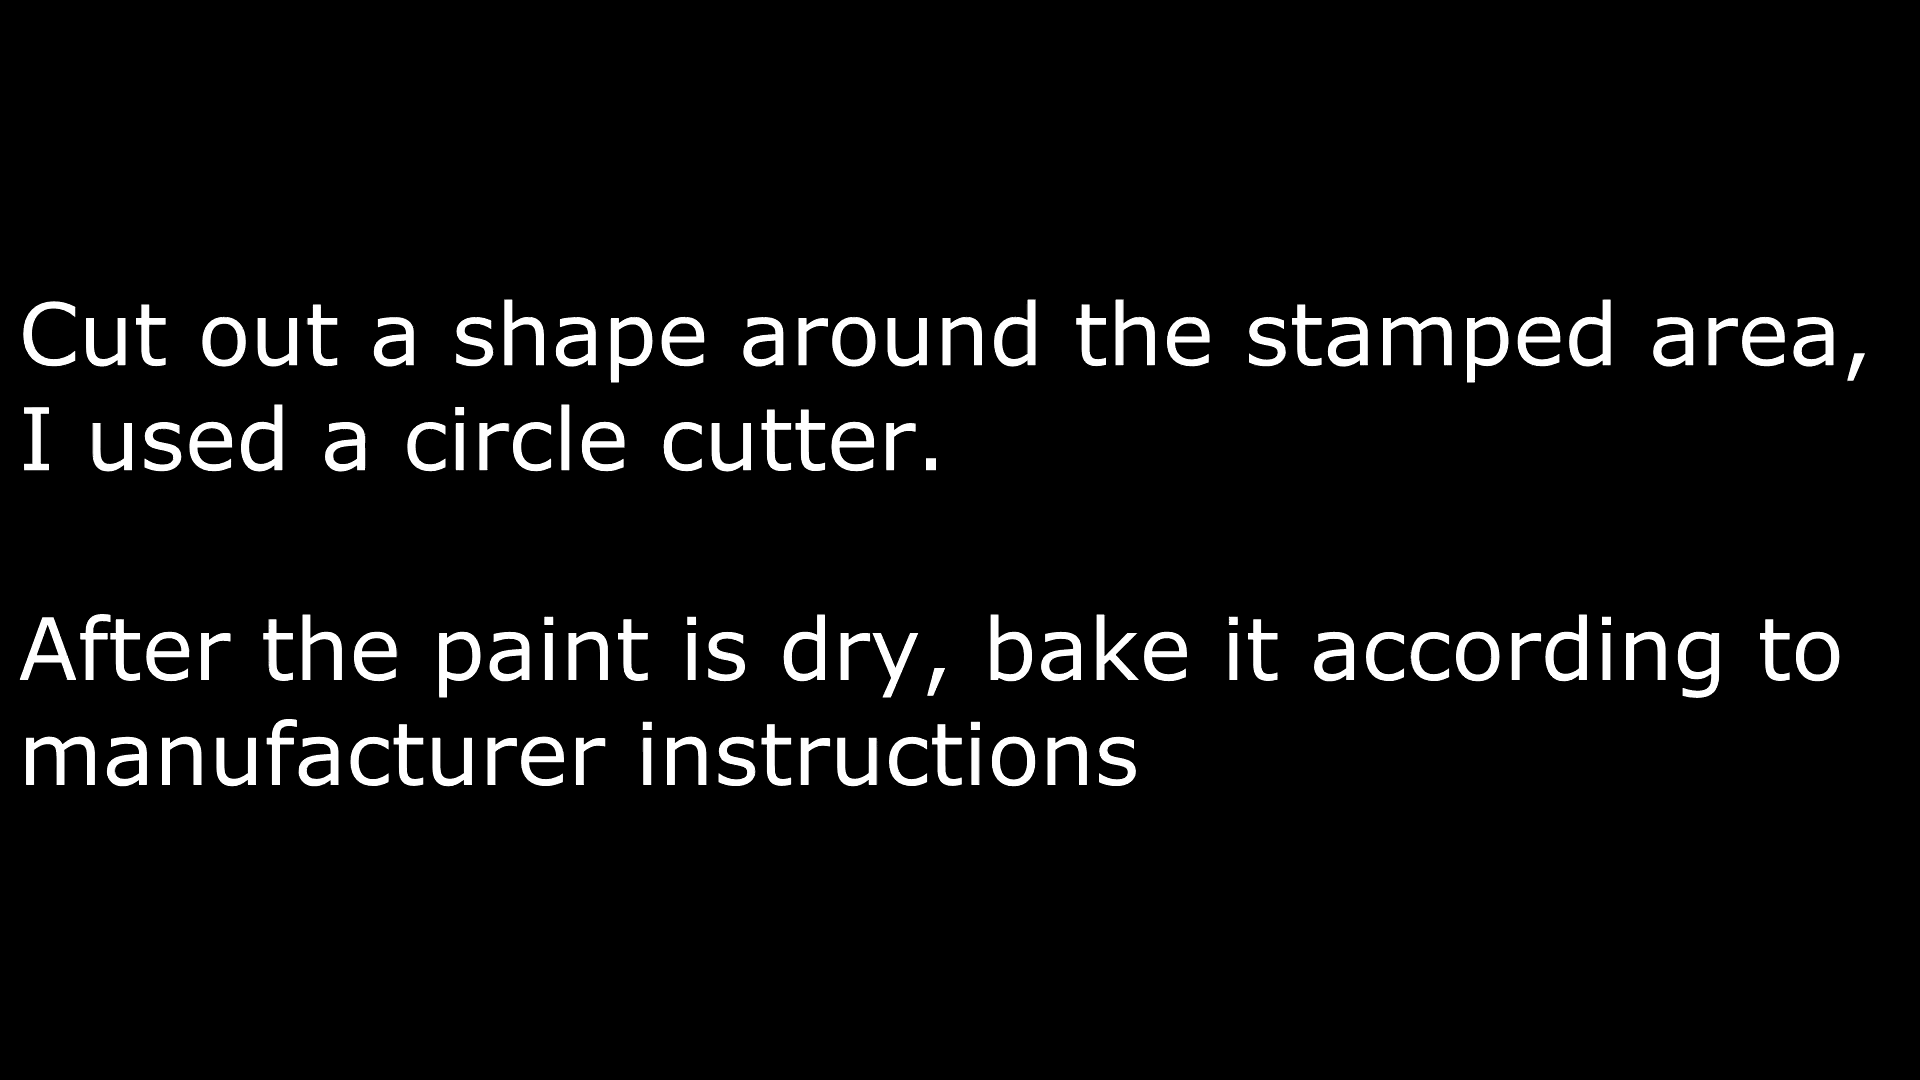 Cut out a shape around the stamped area,
I used a circle cutter.
After the paint is dry, bake it according to
manufacturer instructions